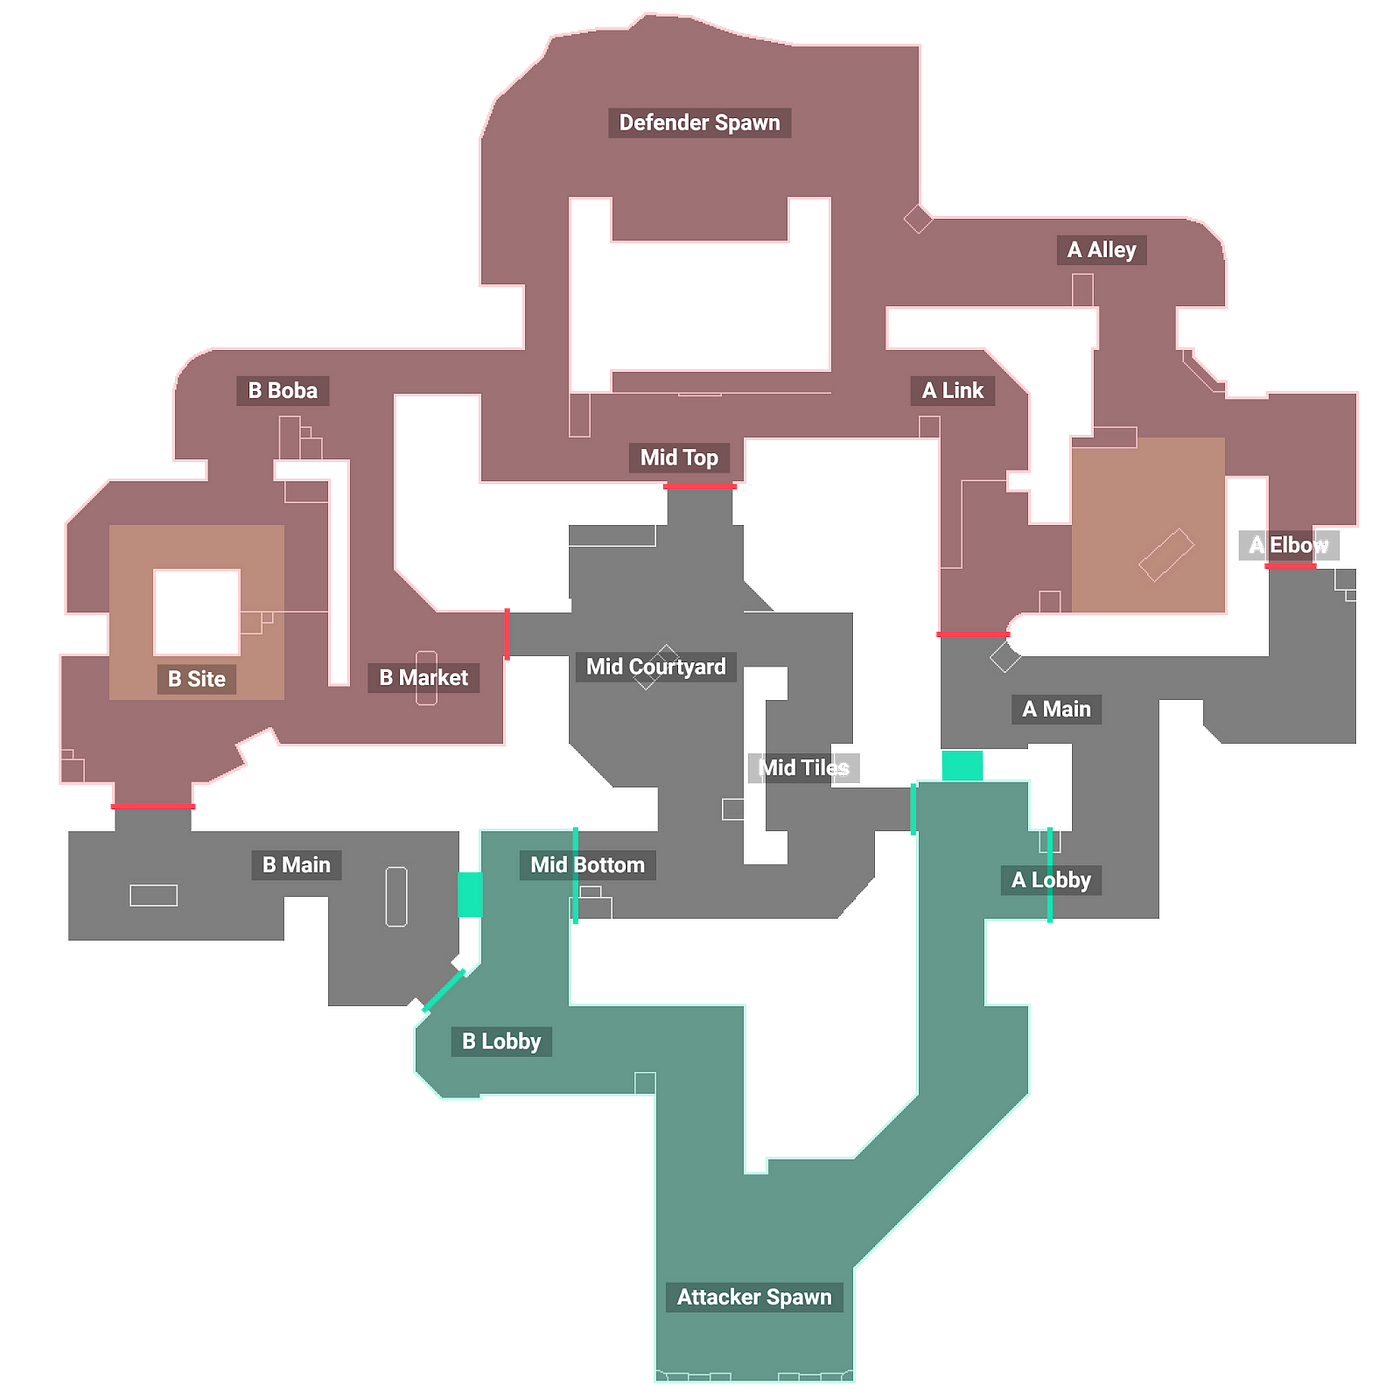 Defender Spawn
A Alley
B Boba
A Link
Mid Top
A Elbow
Mid Courtyard
B Market
B Site
A Main
Mid Tiles
B Main
Mid Bottom
A Lobby
B Lobby
Attacker Spawn